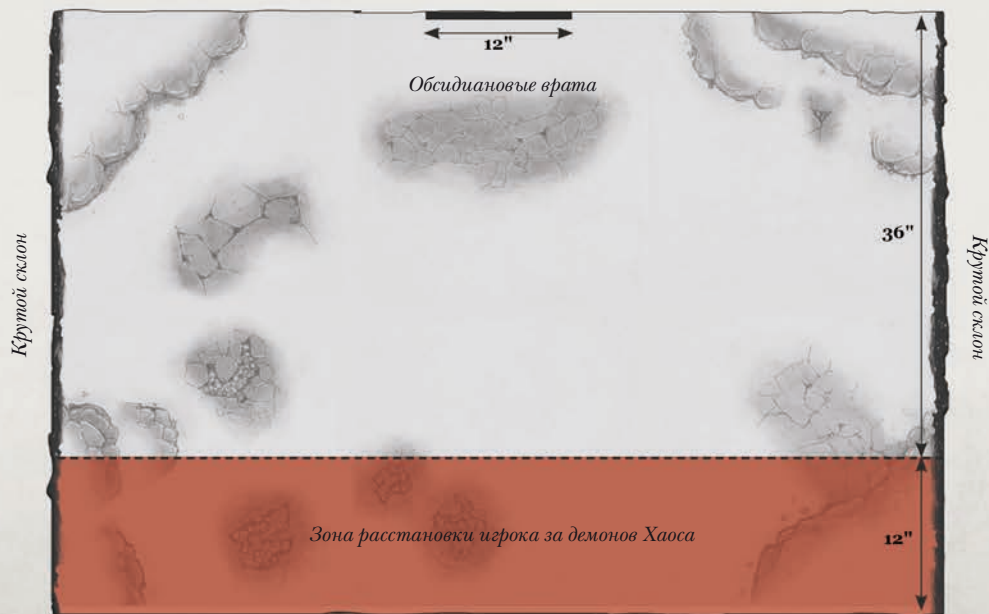 12"
Обсидиановые врата
36"
Крутой склон
Крутой склон
Зона расстановки игрока за демонов Хаоса
12"